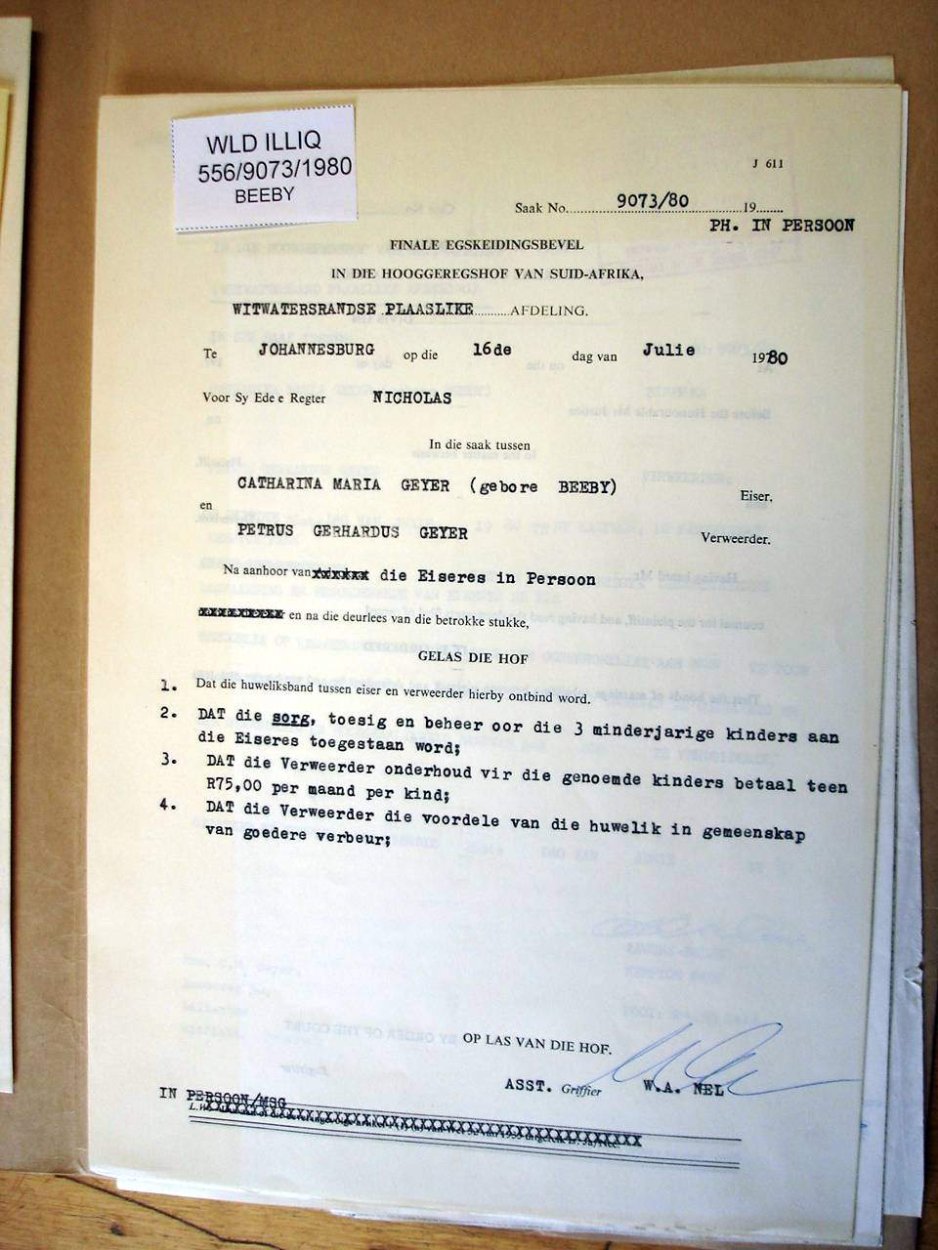 WLD ILLIQ
556/9073/1980
BEEBY
J 611
Saak No. 9073/80 19
PH. IN PERSOON
FINALE EGSKEIDINGSBEVEL
IN DIE HOOGGEREGSHOF VAN SUID-AFRIKA,
WITWATERSRANDSE PLAASLIKE AFDELING.
Te JOHANNESBURG op die 16de dag van Julie 1980
Voor Sy Edele Regter NICHOLAS
In die saak tussen
CATHARINA MARIA GEYER (gebore BEEBY) Eiser,
en
PETRUS GERHARDUS GEYER Verweerder.
Na aanhoor van xxxxxx die Eiseres in Persoon
xxxxxxxxx en na die deurlees van die betrokke stukke,
GELAS DIE HOF
1. Dat die huweliksband tussen eiser en verweerder hierby ontbind word.
2. DAT die sorg, toesig en beheer oor die 3 minderjarige kinders aan
die Eiseres toegestaan word;
3. DAT die Verweerder onderhoud vir die genoemde kinders betaal teen
R75,00 per maand per kind;
4. DAT die Verweerder die voordele van die huwelik in gemeenskap
van goedere verbeur;
OP LAS VAN DIE HOF.
ASST. Griffier W.A. NEL
IN PERSOON/MSG